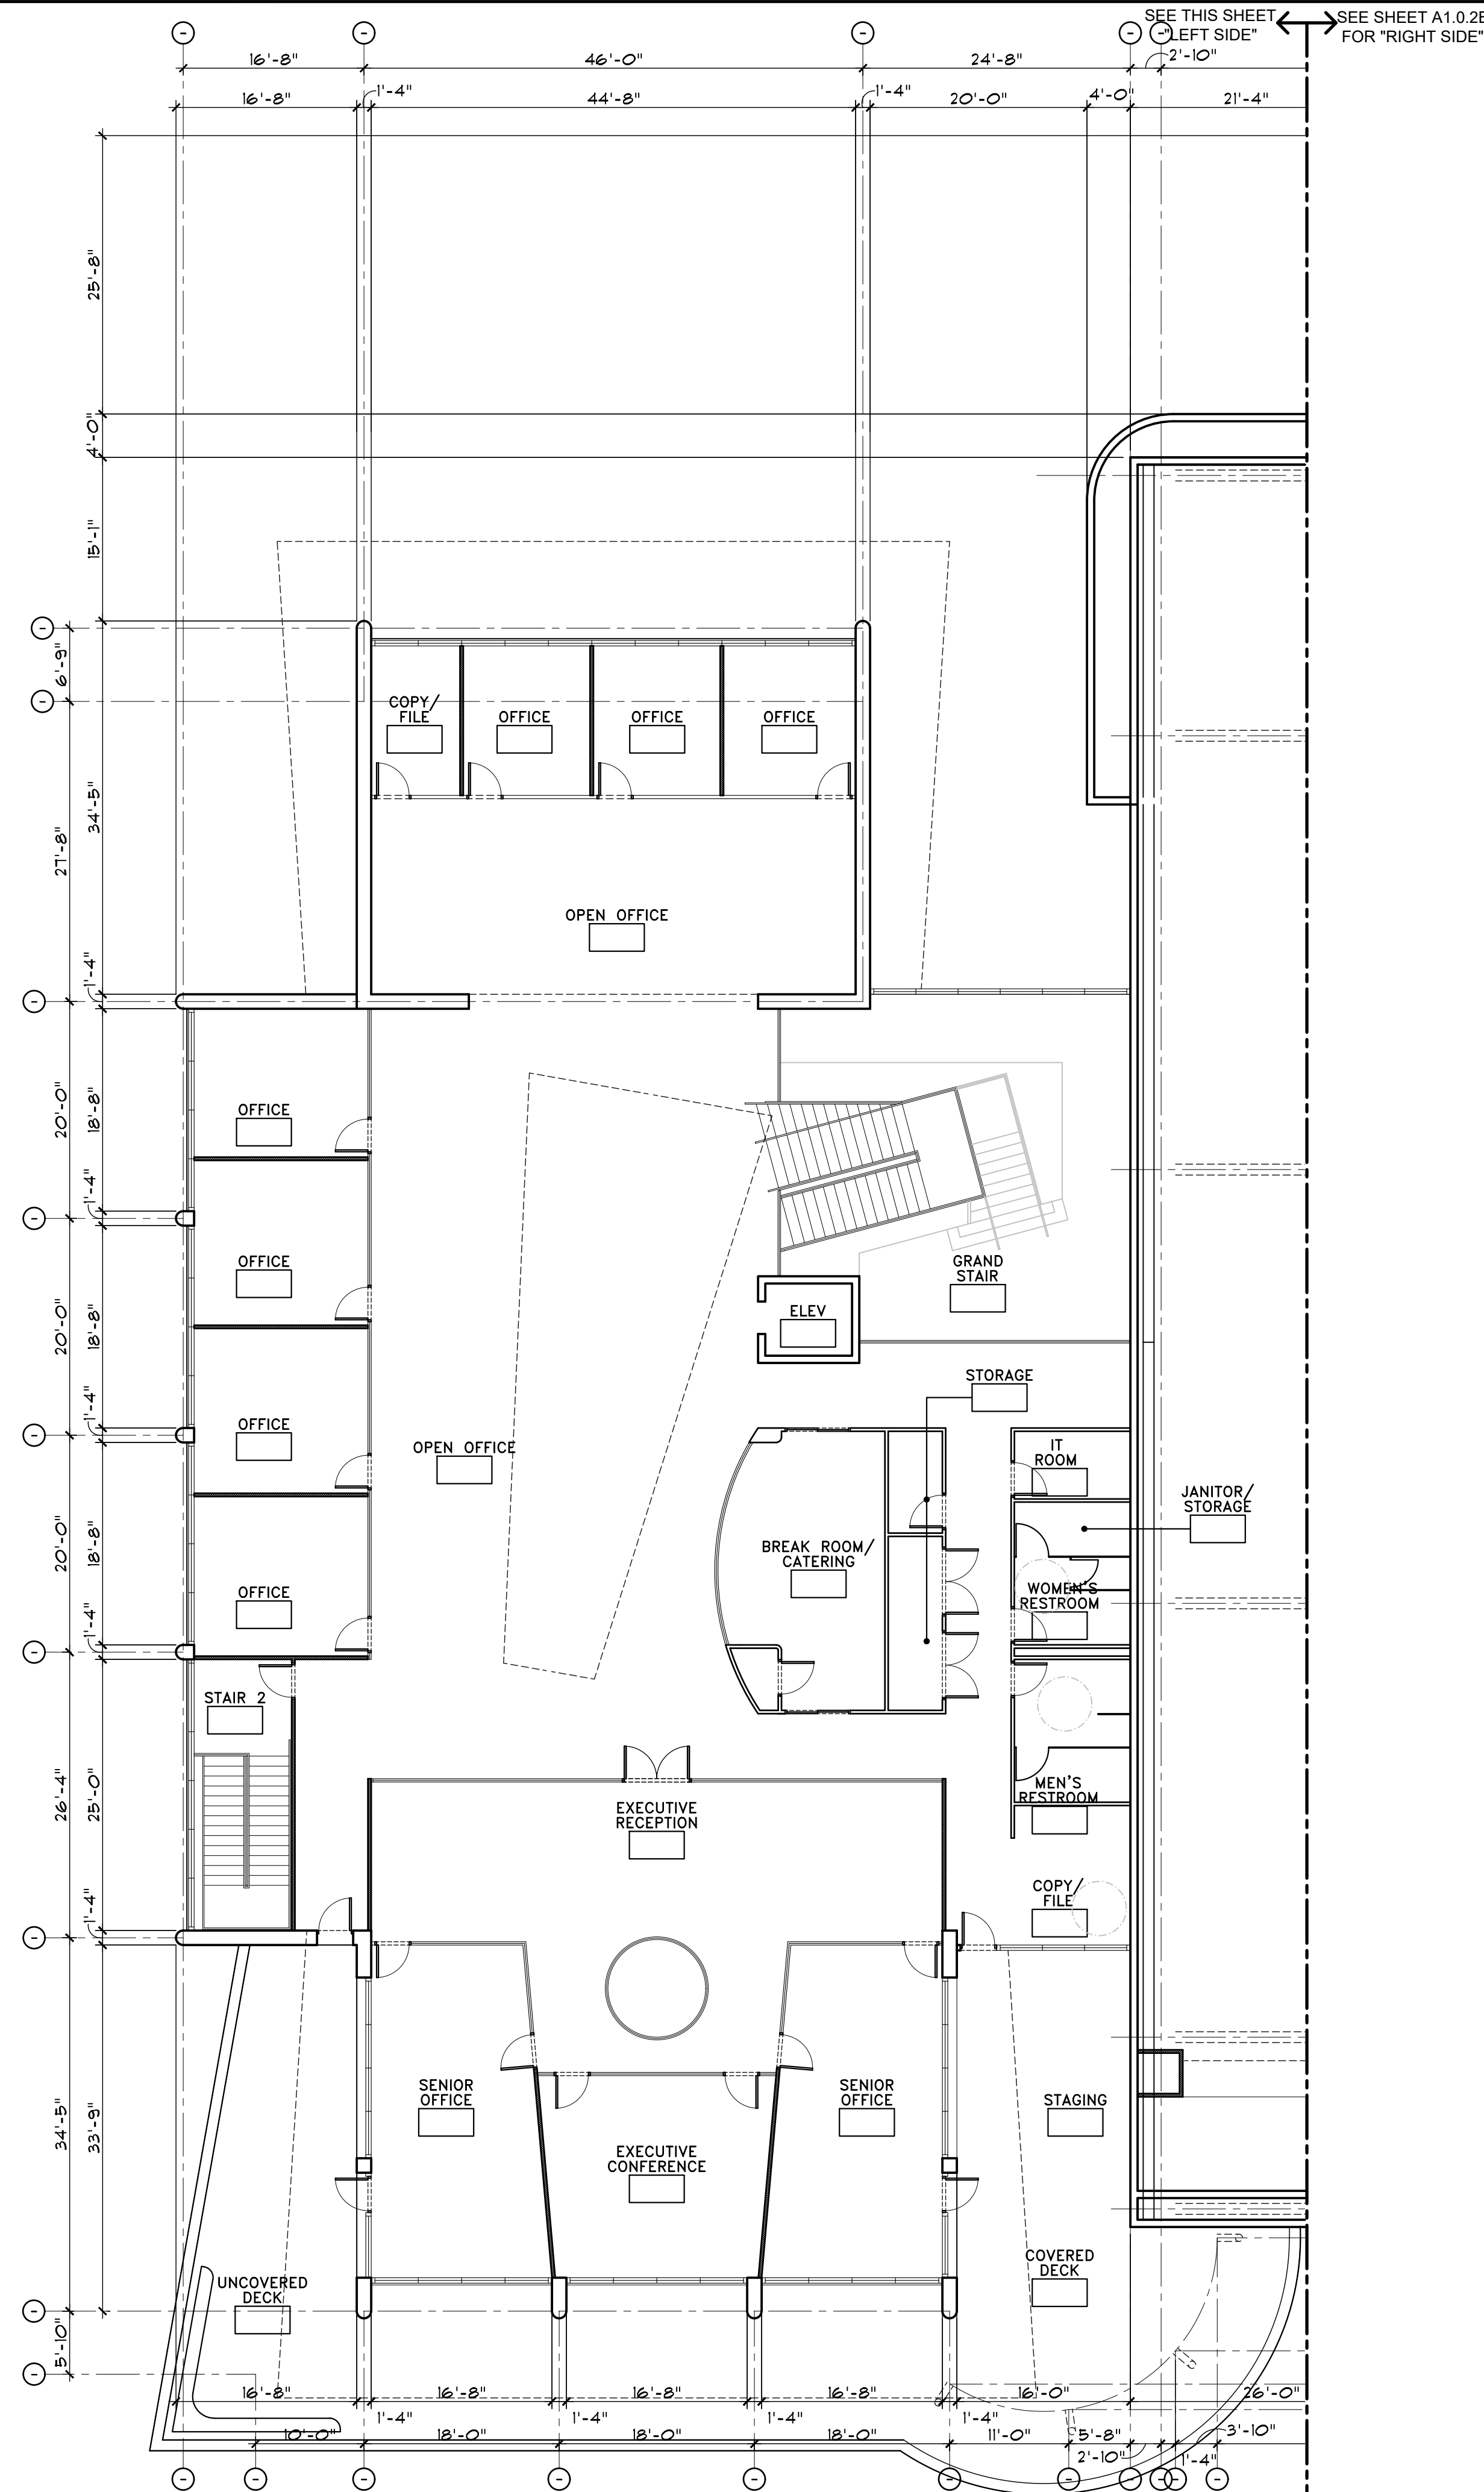 SEE THIS SHEET
"LEFT SIDE"
SEE SHEET A1.0.2B
FOR "RIGHT SIDE"
16'-8"
46'-0"
24'-8"
2'-10"
16'-8"
1'-4"
44'-8"
1'-4"
20'-0"
4'-0"
21'-4"
25'-8"
4'-0"
15'-1"
6'-9"
34'-5"
27'-8"
1'-4"
COPY/
FILE
OFFICE
OFFICE
OFFICE
OPEN OFFICE
20'-0"
18'-8"
1'-4"
OFFICE
20'-0"
18'-8"
1'-4"
OFFICE
GRAND
STAIR
ELEV
STORAGE
20'-0"
18'-8"
1'-4"
OFFICE
OPEN OFFICE
IT
ROOM
JANITOR/
STORAGE
BREAK ROOM/
CATERING
WOMEN'S
RESTROOM
OFFICE
STAIR 2
26'-4"
25'-0"
1'-4"
EXECUTIVE
RECEPTION
MEN'S
RESTROOM
COPY/
FILE
34'-5"
33'-9"
SENIOR
OFFICE
SENIOR
OFFICE
STAGING
EXECUTIVE
CONFERENCE
UNCOVERED
DECK
COVERED
DECK
5'-10"
16'-8"
16'-8"
16'-8"
16'-8"
16'-0"
26'-0"
1'-4"
1'-4"
1'-4"
1'-4"
10'-0"
18'-0"
18'-0"
18'-0"
11'-0"
5'-8"
2'-10"
1'-4"
3'-10"